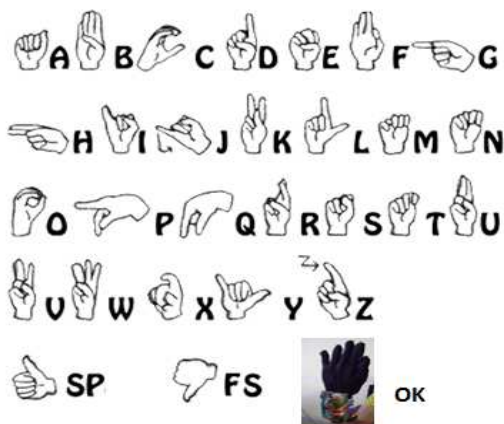 A B C D E F G
H I J K L M N
O P Q R S T U
V W X Y Z Z
SP FS OK